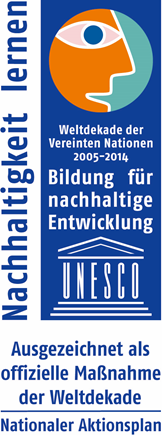 Nachhaltigkeit lernen
Weltdekade der
Vereinten Nationen
2005-2014
Bildung für
nachhaltige
Entwicklung
UNESCO
Ausgezeichnet als
offizielle Maßnahme
der Weltdekade
Nationaler Aktionsplan